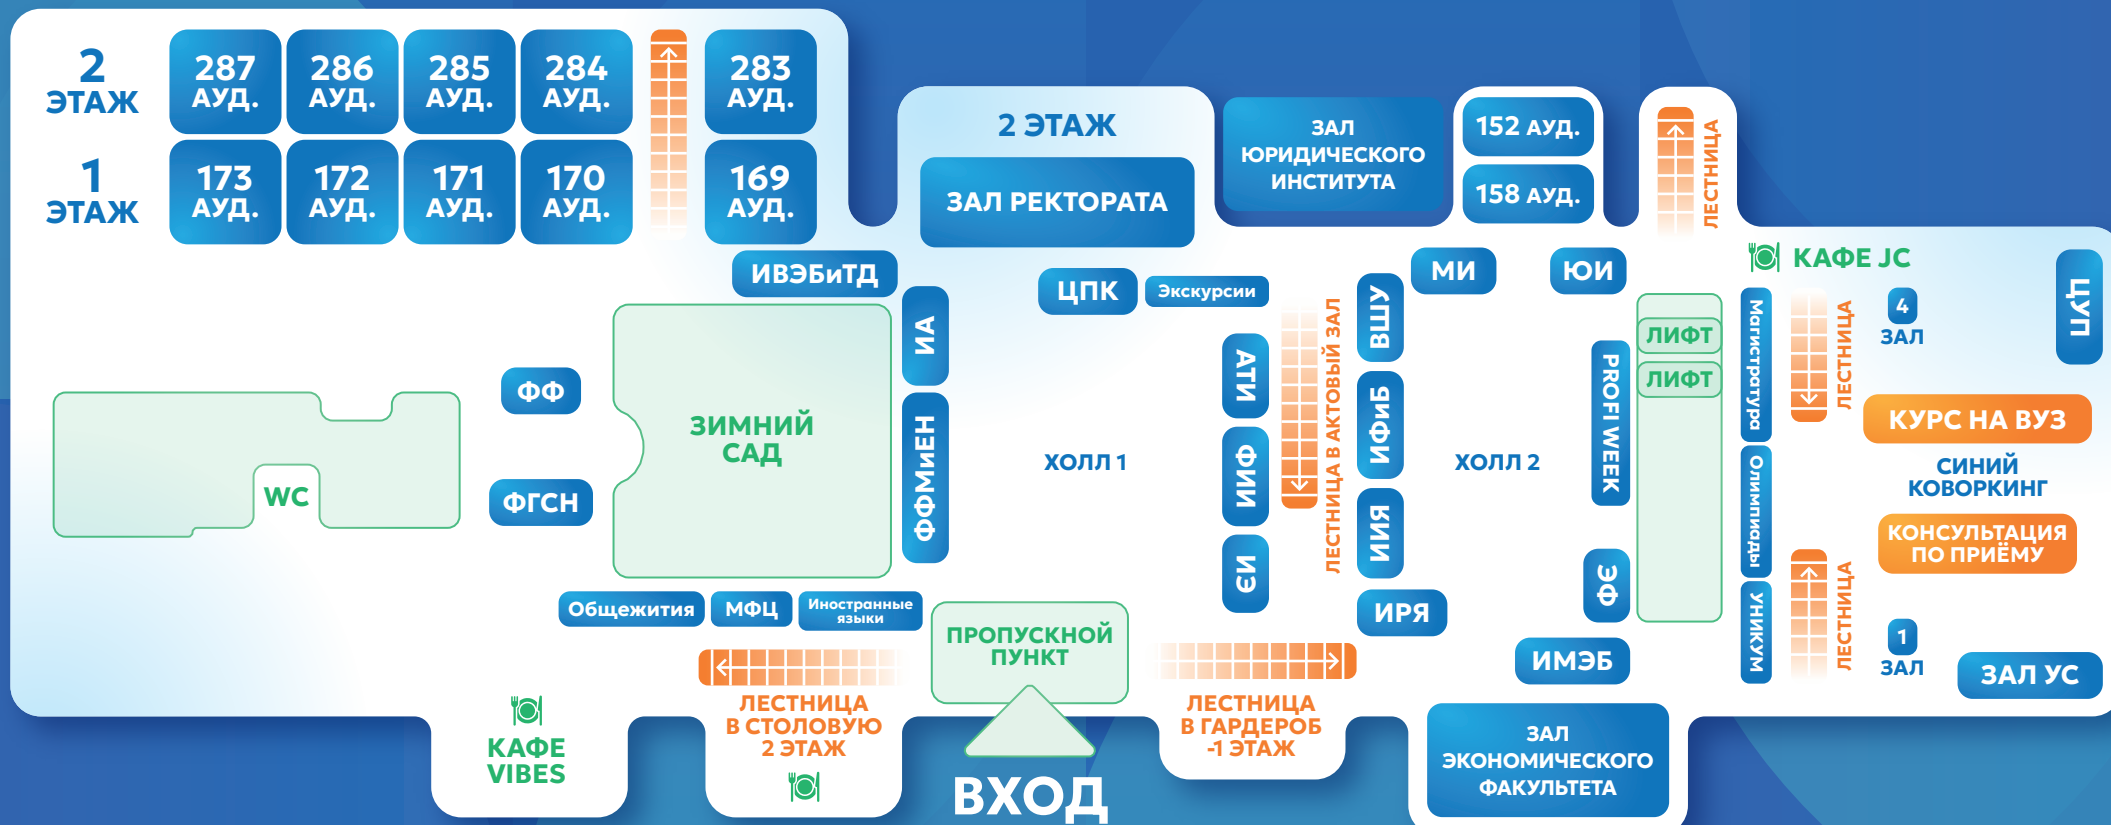 2
ЭТАЖ
287
АУД.
286
АУД.
285
АУД.
284
АУД.
283
АУД.
1
ЭТАЖ
173
АУД.
172
АУД.
171
АУД.
170
АУД.
169
АУД.
2 ЭТАЖ
ЗАЛ РЕКТОРАТА
ЗАЛ
ЮРИДИЧЕСКОГО
ИНСТИТУТА
152 АУД.
158 АУД.
ЛЕСТНИЦА
ИВЭБиТД
ИА
ФФМиЕН
ФФ
ФГСН
ЗИМНИЙ
САД
WC
ЦПК
Экскурсии
ХОЛЛ 1
АТИ
ИИФ
ЕИ
ЛЕСТНИЦА В АКТОВЫЙ ЗАЛ
ВШУ
ИФиБ
ИИЯ
ИРЯ
МИ
ЮИ
ХОЛЛ 2
PROFI WEEK
ФЭ
ИМЭБ
ЛИФТ
ЛИФТ
Магистратура
Олимпиады
УНИКУМ
КАФЕ JC
ЛЕСТНИЦА
4
ЗАЛ
ЦУП
КУРС НА ВУЗ
СИНИЙ
КОВОРКИНГ
КОНСУЛЬТАЦИЯ
ПО ПРИЁМУ
ЛЕСТНИЦА
1
ЗАЛ
ЗАЛ УС
Общежития
МФЦ
Иностранные
языки
ПРОПУСКНОЙ
ПУНКТ
КАФЕ
VIBES
ЛЕСТНИЦА
В СТОЛОВУЮ
2 ЭТАЖ
ВХОД
ЛЕСТНИЦА
В ГАРДЕРОБ
-1 ЭТАЖ
ЗАЛ
ЭКОНОМИЧЕСКОГО
ФАКУЛЬТЕТА